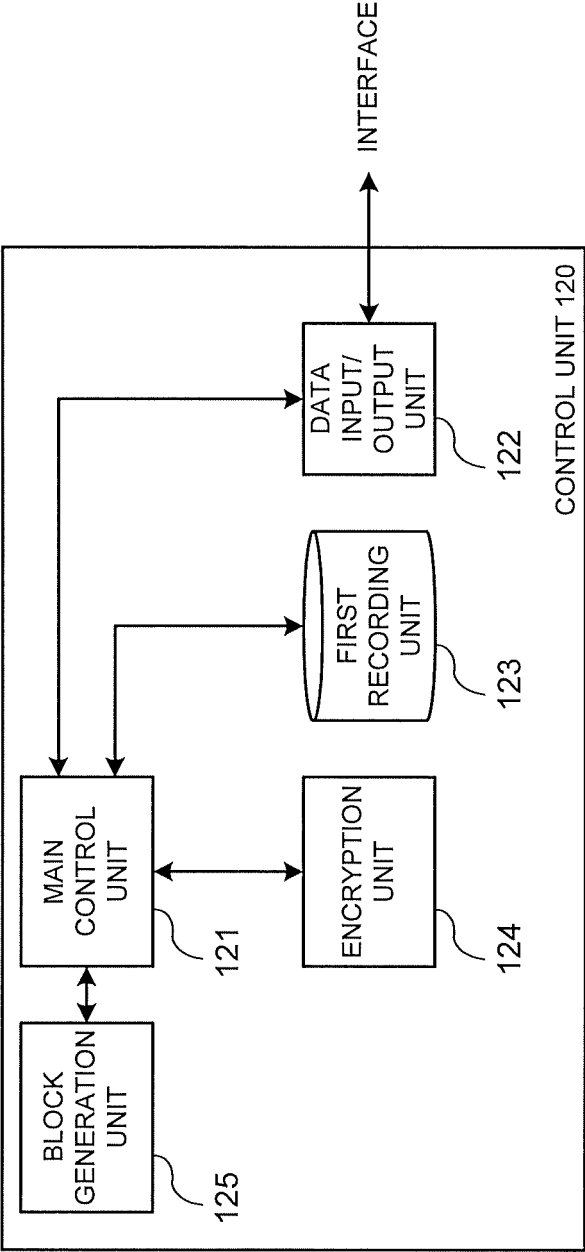 BLOCK
GENERATION
UNIT
125
MAIN
CONTROL
UNIT
121
ENCRYPTION
UNIT
124
FIRST
RECORDING
UNIT
123
DATA
INPUT/
OUTPUT
UNIT
122
INTERFACE
CONTROL UNIT 120